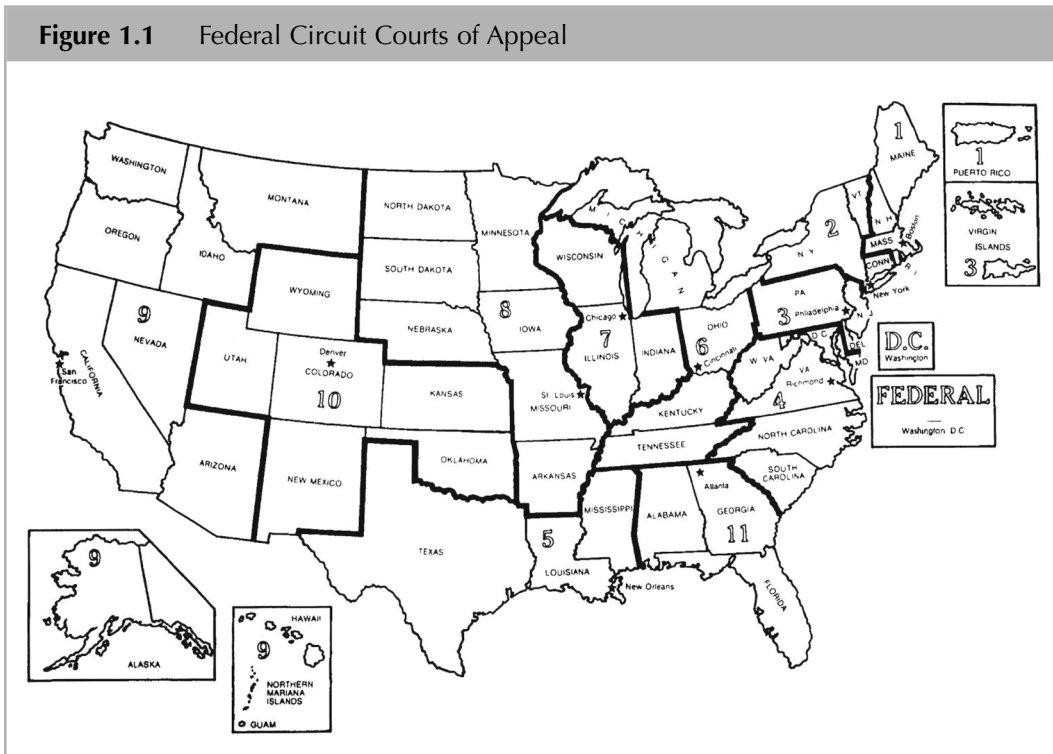 Figure 1.1 Federal Circuit Courts of Appeal
WASHINGTON
OREGON
IDAHO
MONTANA
WYOMING
NORTH DAKOTA
SOUTH DAKOTA
NEBRASKA
MINNESOTA
8
IOWA
WISCONSIN
MICHIGAN
Chicago
7
ILLINOIS
INDIANA
OHIO
6
Cincinnati
9
NEVADA
CALIFORNIA
San
Francisco
UTAH
Denver
COLORADO
10
KANSAS
St Louis
MISSOURI
KENTUCKY
TENNESSEE
ARIZONA
NEW MEXICO
OKLAHOMA
ARKANSAS
TEXAS
5
LOUISIANA
New Orleans
MISSISSIPPI
ALABAMA
Atlanta
GEORGIA
11
FLORIDA
SOUTH
CAROLINA
NORTH CAROLINA
W VA
VA
Richmond
4
D C
DEL
MD
PA
3
Philadelphia
N J
2
N Y
New York
VT
N H
MASS
Boston
CONN
R I
1
MAINE
1
PUERTO RICO
VIRGIN
ISLANDS
3
D.C.
Washington
FEDERAL
Washington D C
9
ALASKA
HAWAII
9
NORTHERN
MARIANA
ISLANDS
GUAM